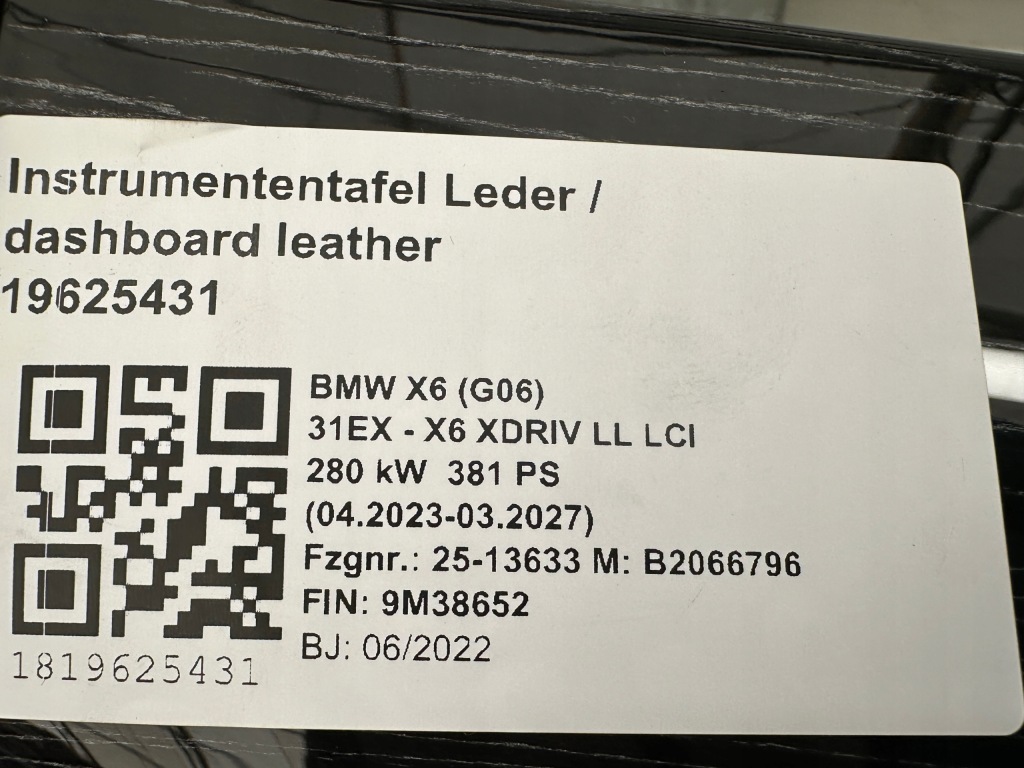 Instrumententafel Leder /
dashboard leather
19625431
BMW X6 (G06)
31EX - X6 XDRIV LL LCI
280 kW 381 PS
(04.2023-03.2027)
Fzgnr.: 25-13633 M: B2066796
FIN: 9M38652
BJ: 06/2022
1819625431